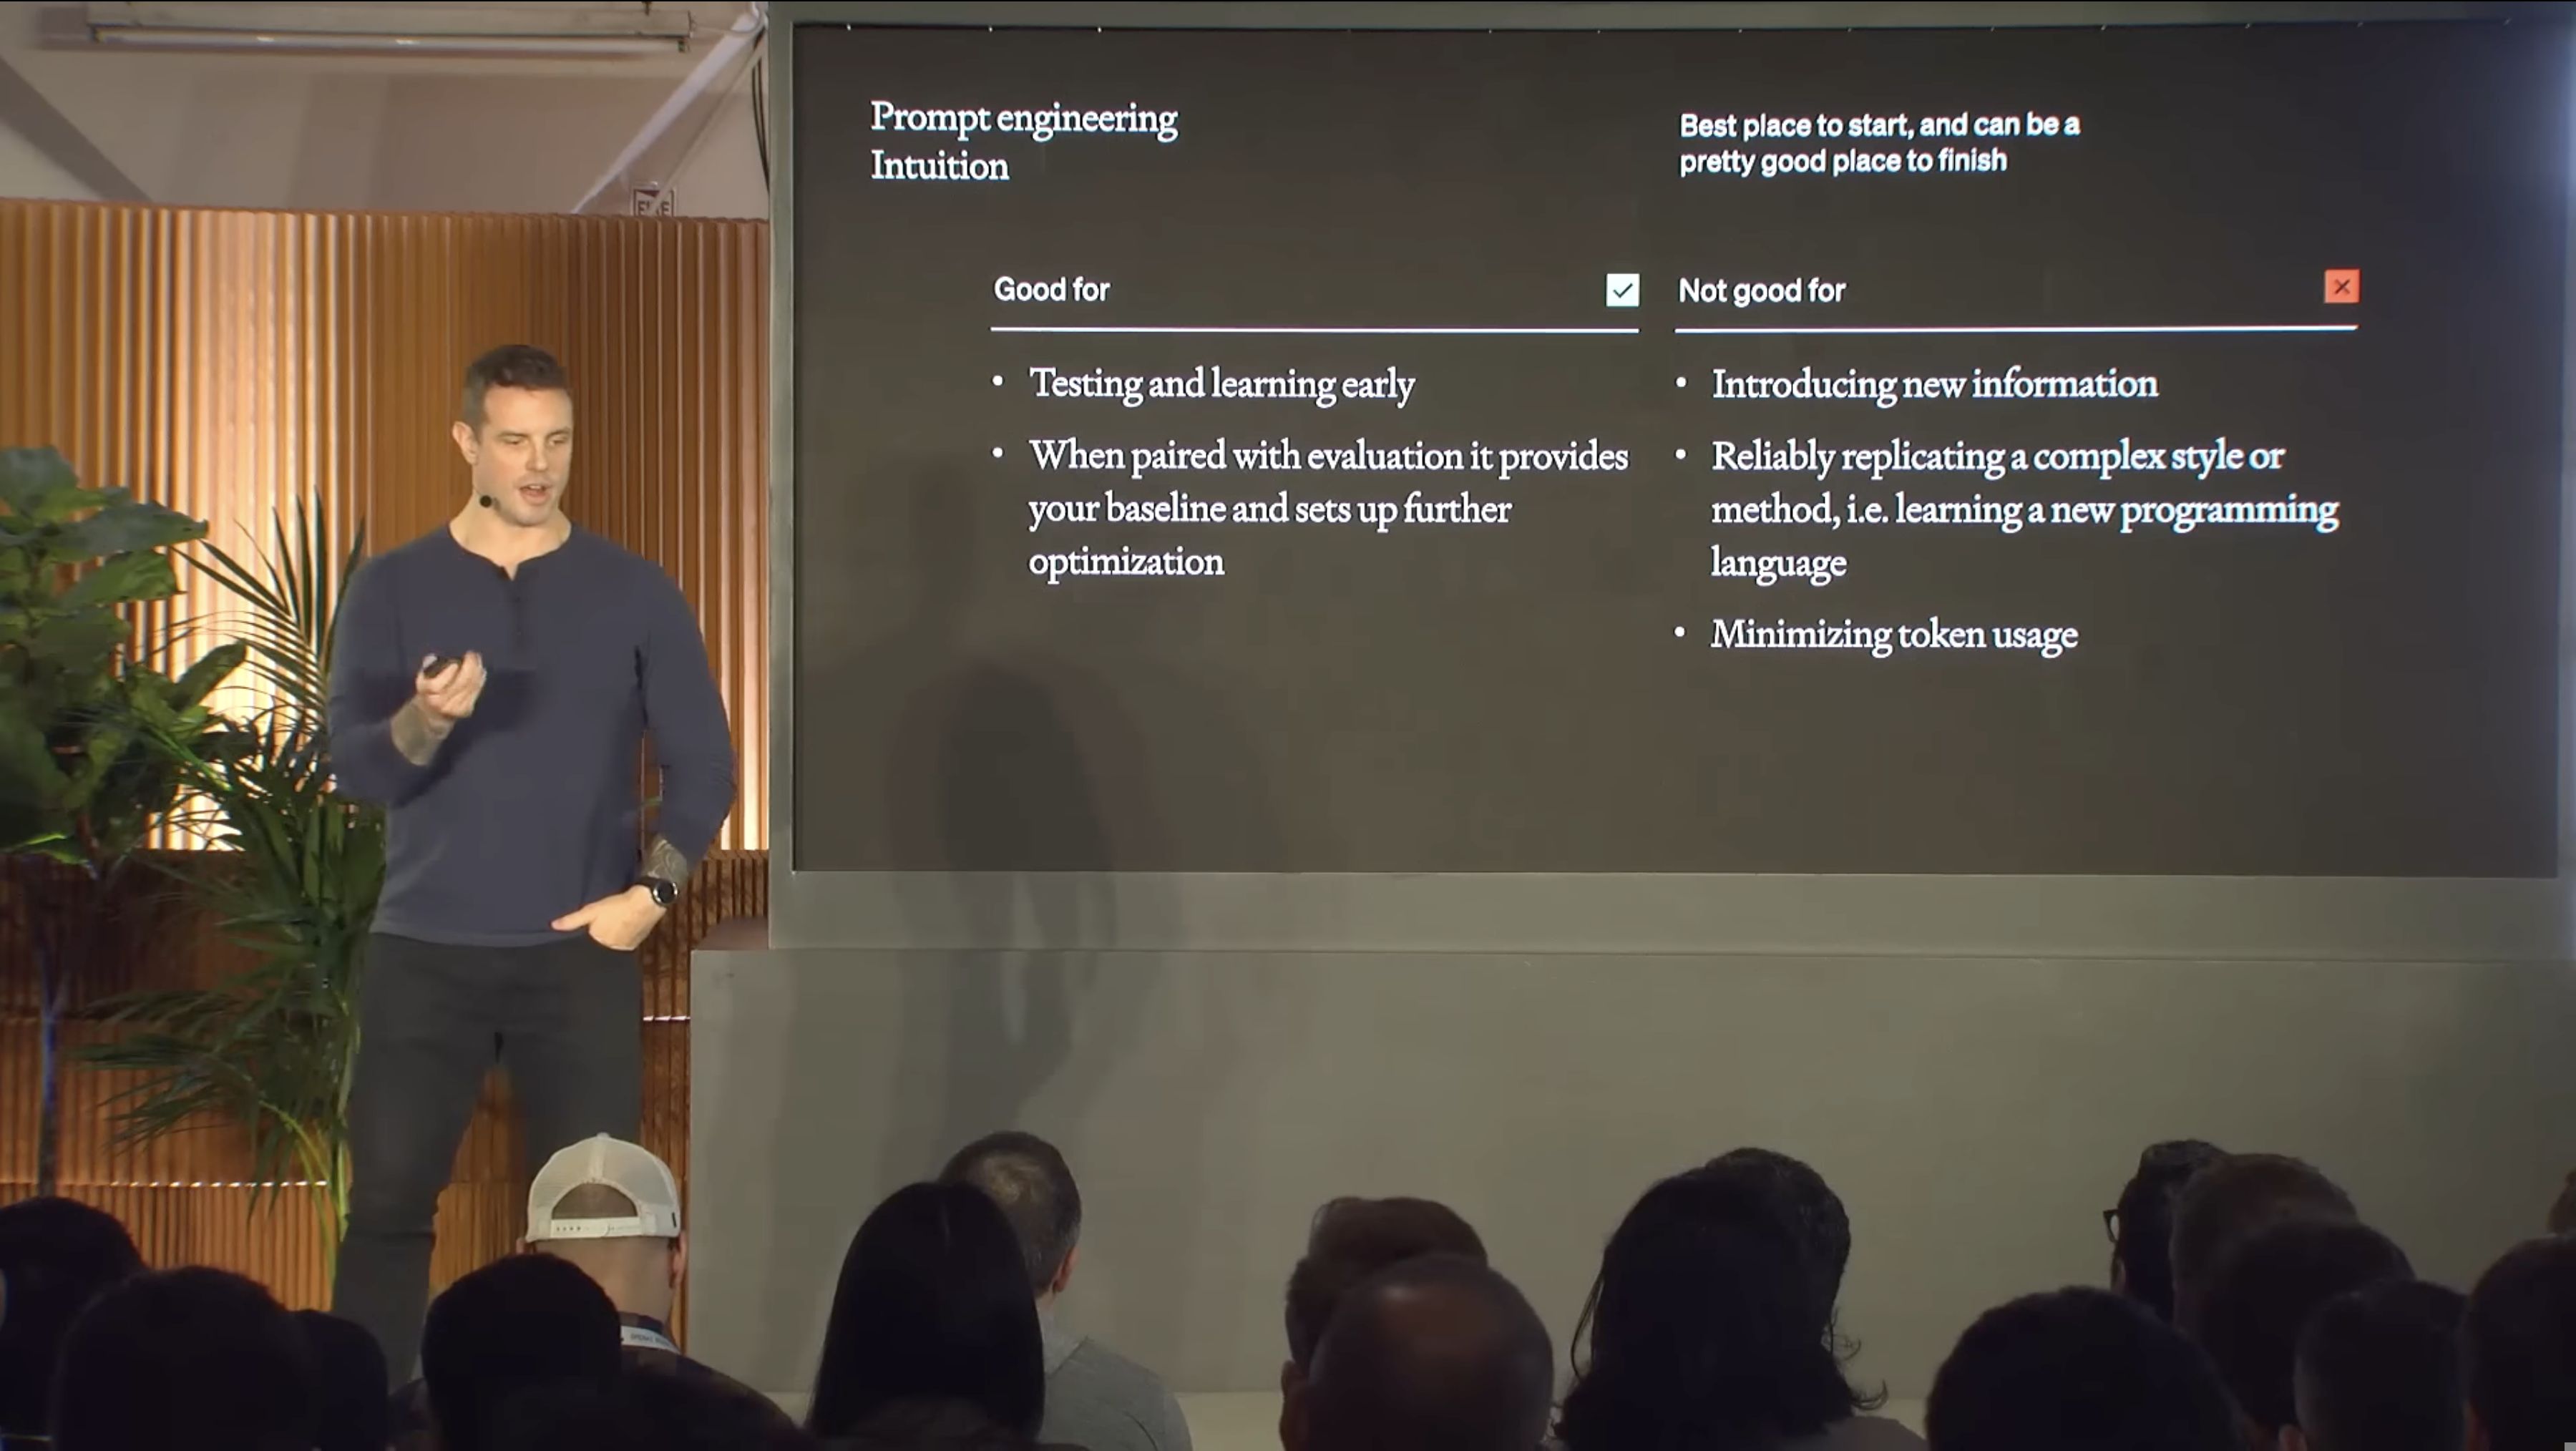 Prompt engineering
Intuition
Best place to start, and can be a
pretty good place to finish
Good for
Not good for
• Testing and learning early
• When paired with evaluation it provides
your baseline and sets up further
optimization
• Introducing new information
• Reliably replicating a complex style or
method, i.e. learning a new programming
language
• Minimizing token usage